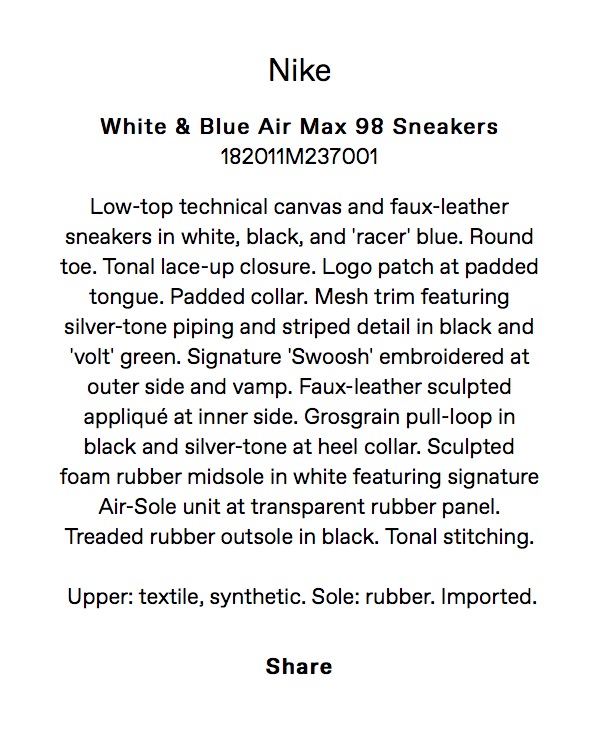 Nike
White & Blue Air Max 98 Sneakers
182011M237001
Low-top technical canvas and faux-leather
sneakers in white, black, and 'racer' blue. Round
toe. Tonal lace-up closure. Logo patch at padded
tongue. Padded collar. Mesh trim featuring
silver-tone piping and striped detail in black and
'volt' green. Signature 'Swoosh' embroidered at
outer side and vamp. Faux-leather sculpted
appliqué at inner side. Grosgrain pull-loop in
black and silver-tone at heel collar. Sculpted
foam rubber midsole in white featuring signature
Air-Sole unit at transparent rubber panel.
Treaded rubber outsole in black. Tonal stitching.
Upper: textile, synthetic. Sole: rubber. Imported.
Share